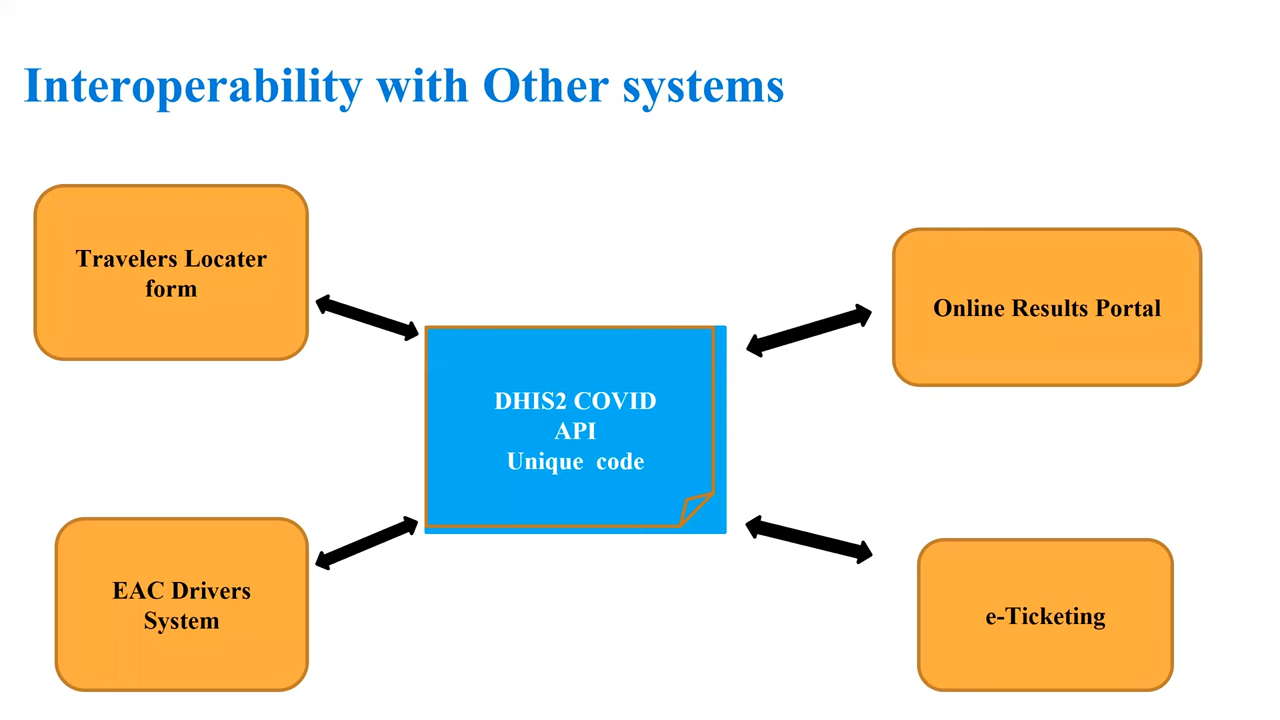 Interoperability with Other systems
Travelers Locater
form
Online Results Portal
DHIS2 COVID
API
Unique code
EAC Drivers
System
e-Ticketing